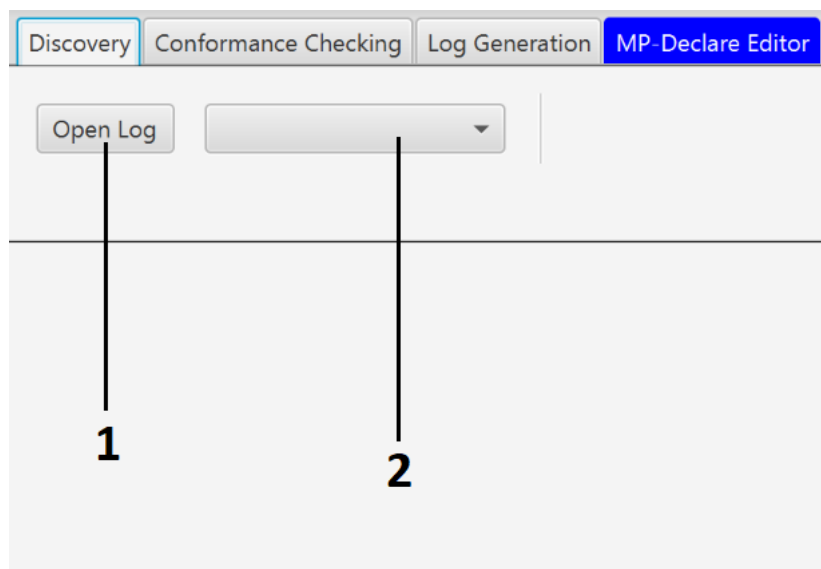 Discovery Conformance Checking Log Generation MP-Declare Editor
Open Log
1
2